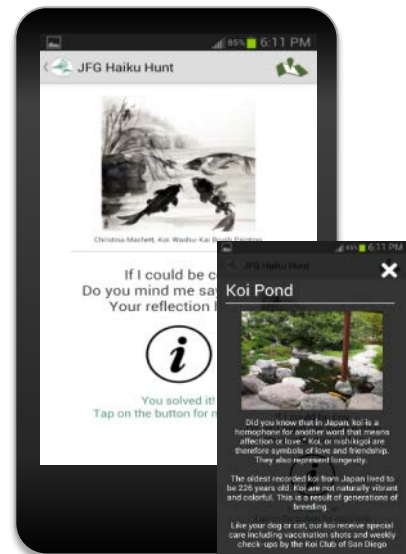 85% 6:11 PM
JFG Haiku Hunt
Christina Machett, Koi, Washu-Kai Brush Painting
If I could be
Do you mind me
Your reflection
i
You solved it!
Tap on the button for
6:11 PM
JFG Haiku Hunt
Koi Pond
Did you know that in Japan, koi is a
homophone for another word that means
affection or love." Koi, or nishikigoi are
therefore symbols of love and friendship.
They also represent longevity.
The oldest recorded koi from Japan lived to
be 226 years old. Koi are not naturally vibrant
and colorful. This is a result of generations of
breeding.
Like your dog or cat, our koi receive special
care including vaccination shots and weekly
check-ups by the Koi Club of San Diego